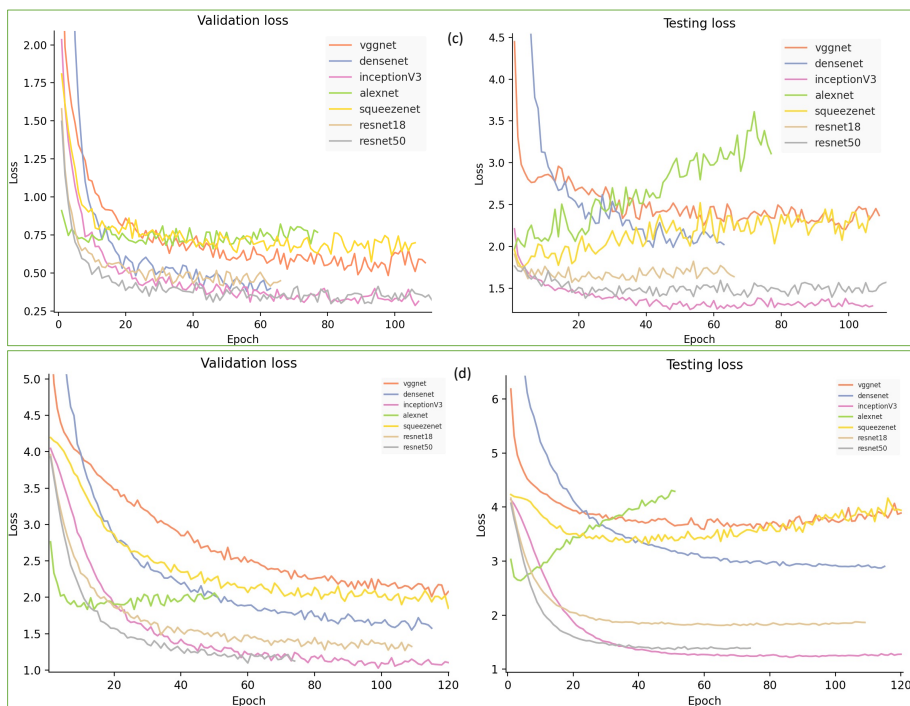 Validation loss
(c)
Testing loss
2.00
1.75
1.50
1.25
1.00
0.75
0.50
0.25
Loss
vggnet
densenet
inceptionV3
alexnet
squeezenet
resnet18
resnet50
0
20
40
60
80
100
Epoch
4.5
4.0
3.5
3.0
2.5
2.0
1.5
Loss
vggnet
densenet
inceptionV3
alexnet
squeezenet
resnet18
resnet50
20
40
60
80
100
Epoch
Validation loss
(d)
Testing loss
5.0
4.5
4.0
3.5
3.0
2.5
2.0
1.5
1.0
Loss
vggnet
densenet
inceptionV3
alexnet
squeezenet
resnet18
resnet50
20
40
60
80
100
120
Epoch
6
5
4
3
2
1
Loss
vggnet
densenet
inceptionV3
alexnet
squeezenet
resnet18
resnet50
0
20
40
60
80
100
120
Epoch